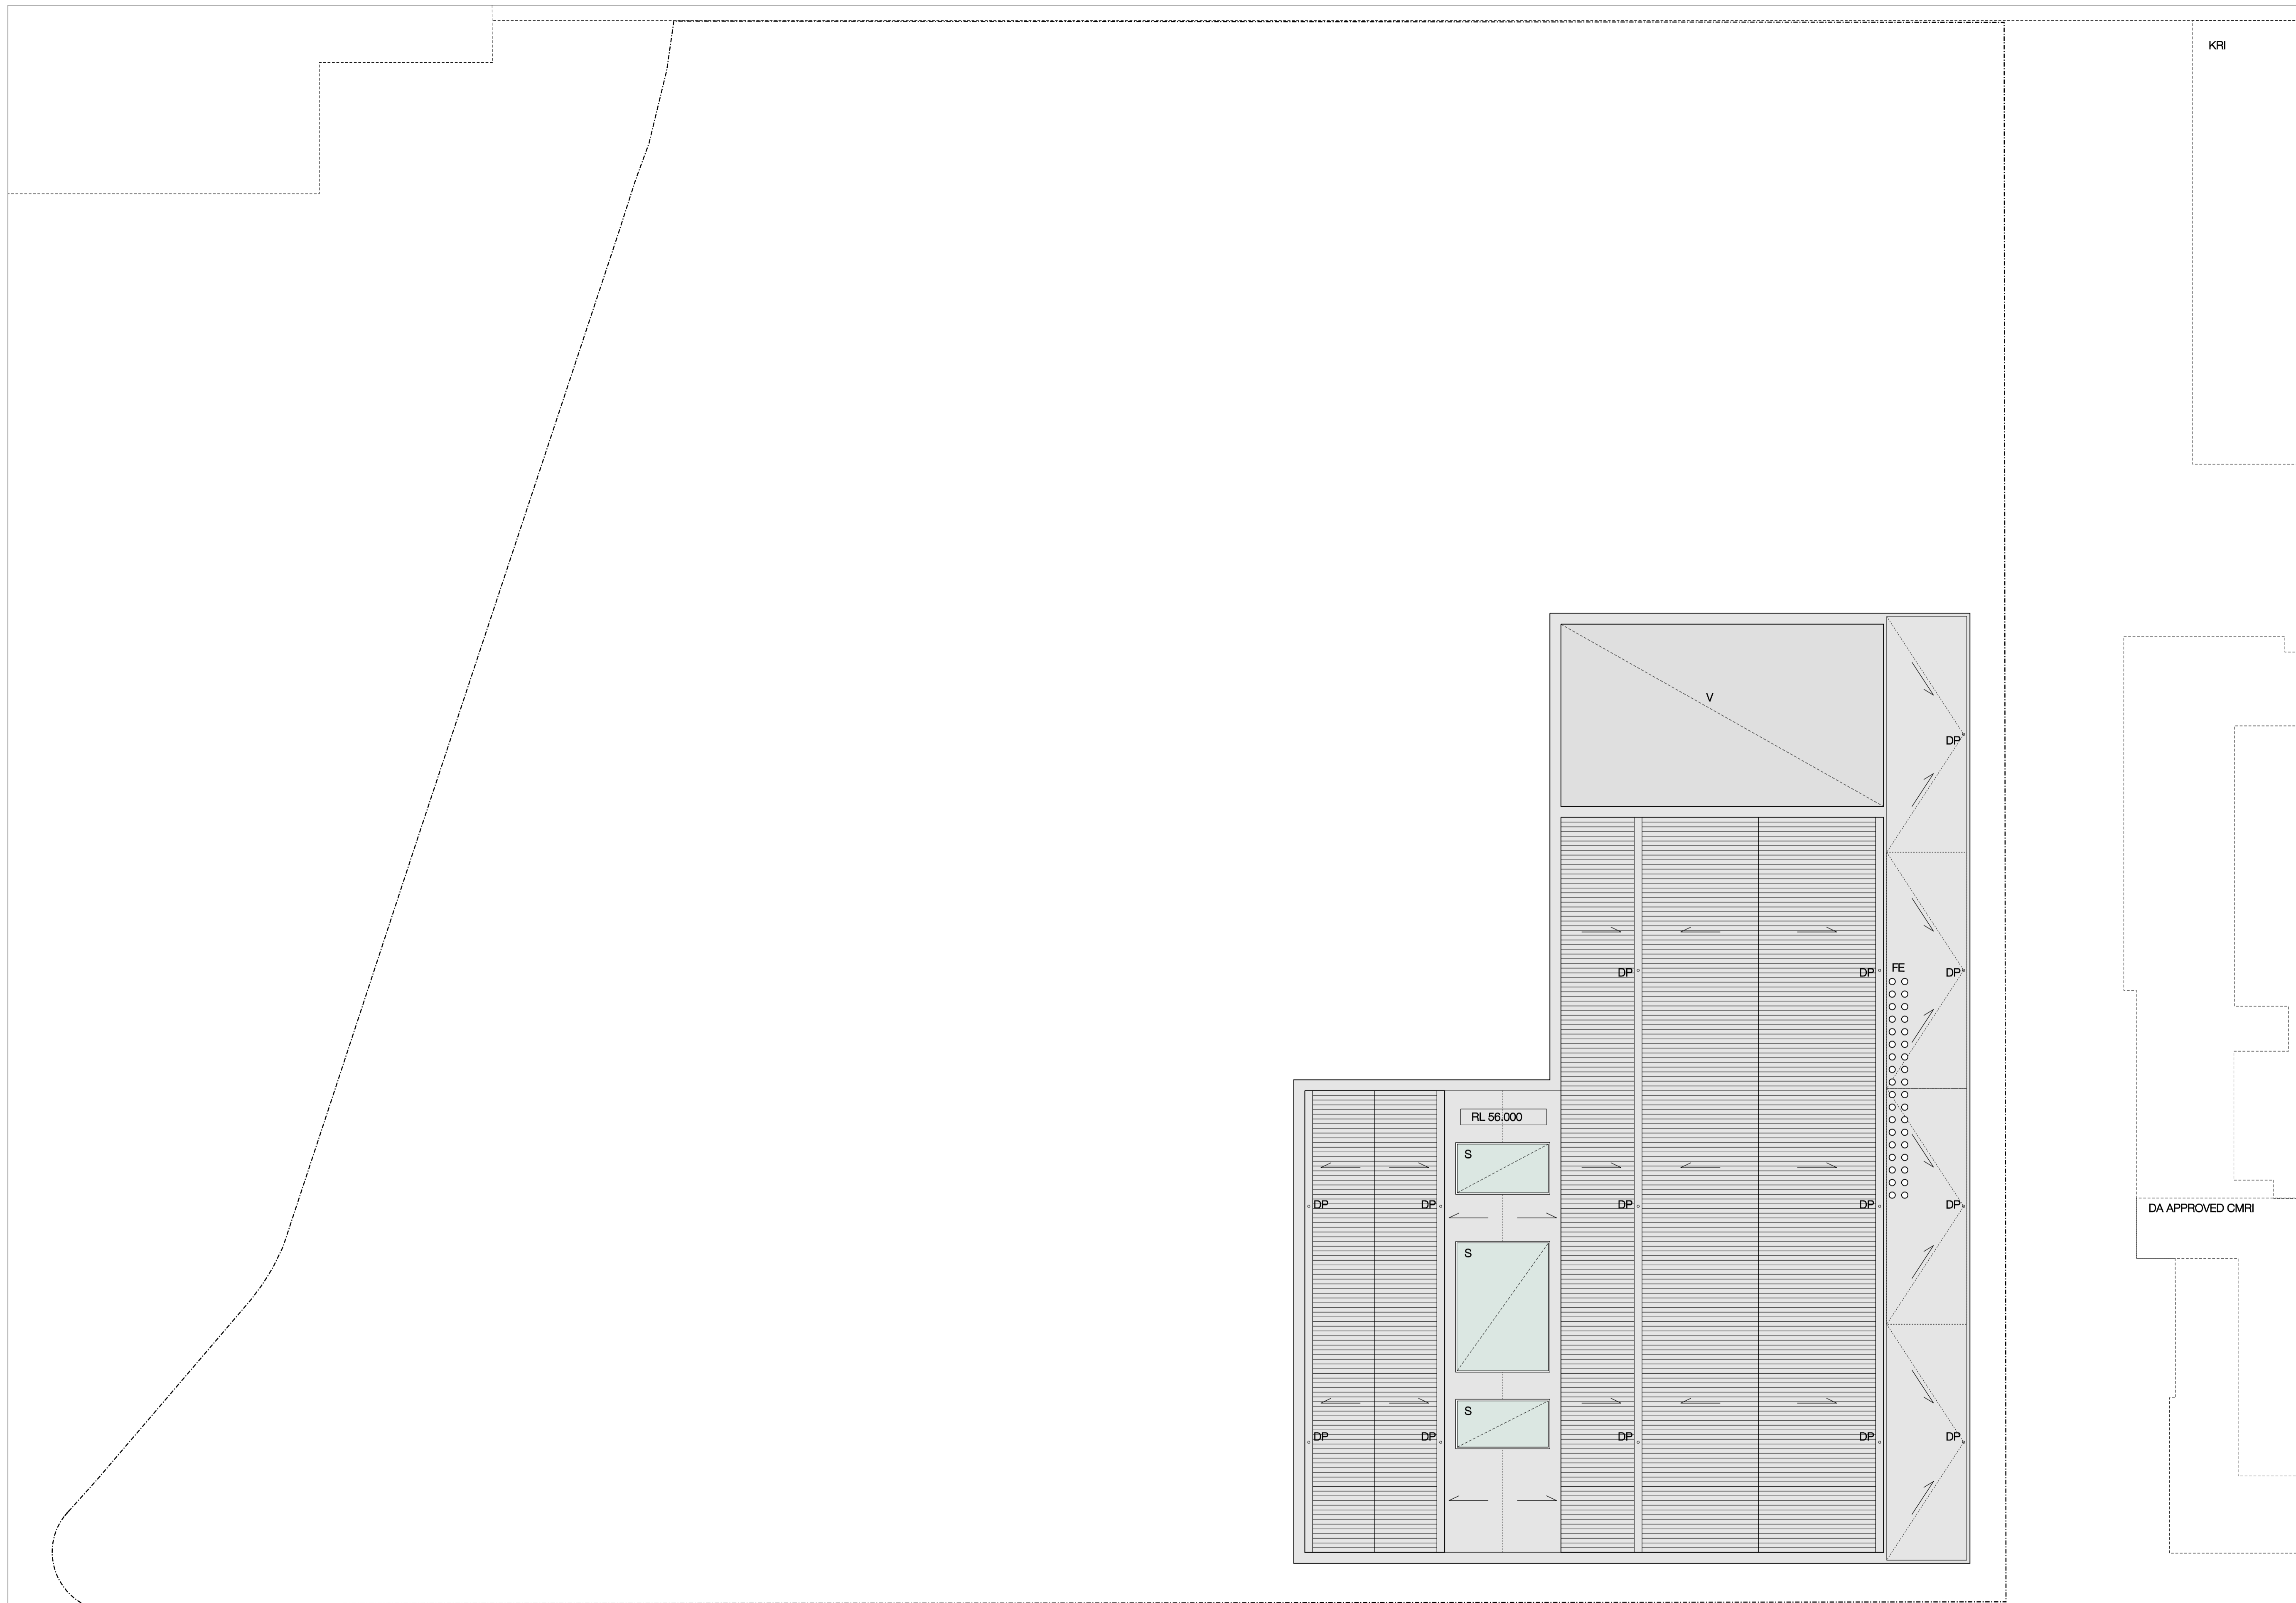 KRI
V
DP
FE
DP DP DP
RL 56.000
S
DP DP DP DP DP
DA APPROVED CMRI
S
S
DP DP DP DP DP